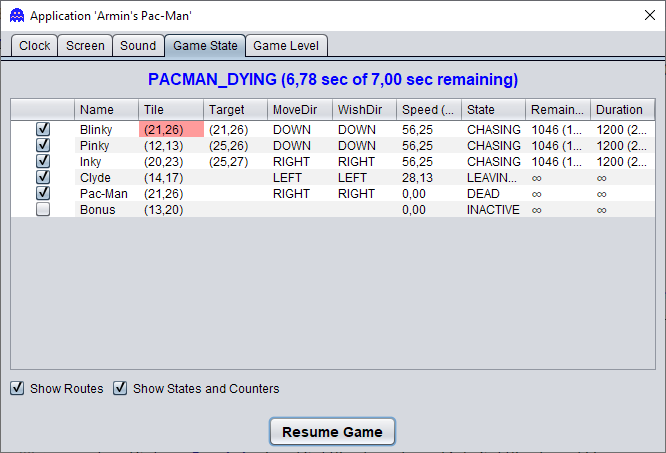 Application 'Armin's Pac-Man'
Clock Screen Sound Game State Game Level
PACMAN_DYING (6,78 sec of 7,00 sec remaining)
Name Tile Target MoveDir WishDir Speed (... State Remain... Duration
Blinky (21,26) (21,26) DOWN DOWN 56,25 CHASING 1046 (1... 1200 (2...
Pinky (12,13) (25,26) DOWN DOWN 56,25 CHASING 1046 (1... 1200 (2...
Inky (20,23) (25,27) RIGHT RIGHT 56,25 CHASING 1046 (1... 1200 (2...
Clyde (14,17) LEFT LEFT 28,13 LEAVIN... ∞ ∞
Pac-Man (21,26) RIGHT RIGHT 0,00 DEAD ∞ ∞
Bonus (13,20) 0,00 INACTIVE ∞ ∞
Show Routes Show States and Counters
Resume Game